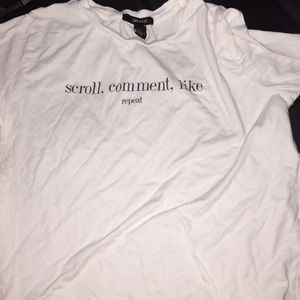 scroll, comment, like
repeat